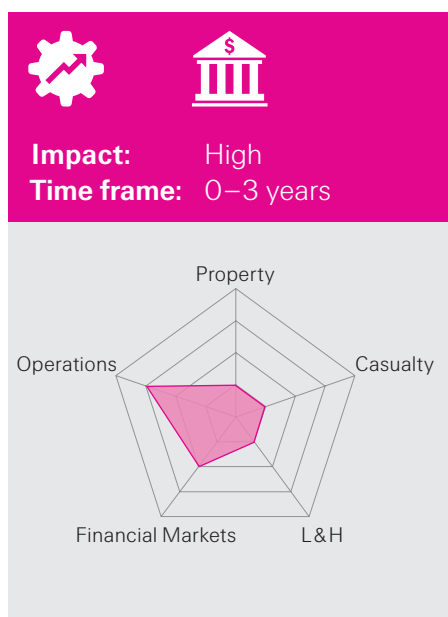 $
Impact: High
Time frame: 0–3 years
Property
Operations
Casualty
Financial Markets
L&H